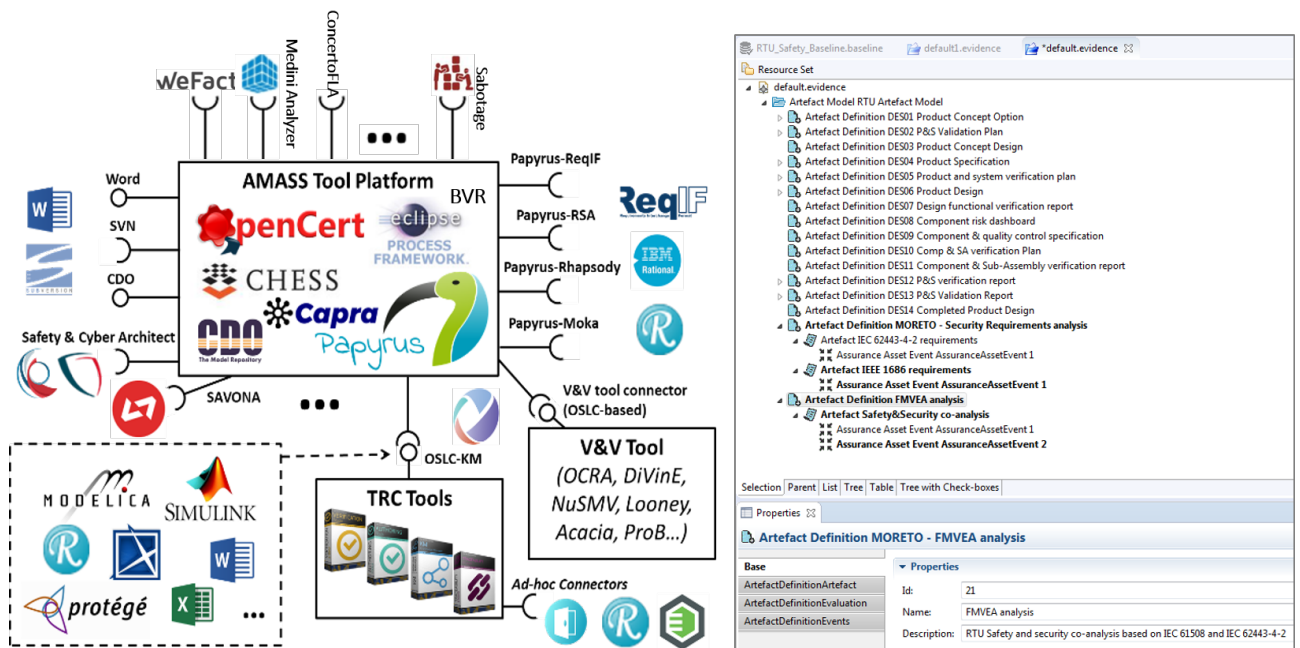 WeFact
Medini Analyzer
ConcertoFLA
Sabotage
AMASS Tool Platform
BVR
OpenCert
eclipse
PROCESS
FRAMEWORK
CHESS
Capra
CDO
The Model Repository
Papyrus
Word
W
SVN
SUBVERSION
CDO
Safety & Cyber Architect
SAVONA
Papyrus-ReqIF
ReqIF
Papyrus-RSA
IBM
Rational.
Papyrus-Rhapsody
R
Papyrus-Moka
V&V tool connector
(OSLC-based)
OSLC-KM
V&V Tool
(OCRA, DiVinE,
NuSMV, Looney,
Acacia, ProB...)
TRC Tools
Ad-hoc Connectors
R
MODELICA
SIMULINK
R
W
protégé
X
...
RTU_Safety_Baseline.baseline
default1.evidence
*default.evidence
Resource Set
default.evidence
Artefact Model RTU Artefact Model
Artefact Definition DES01 Product Concept Option
Artefact Definition DES02 P&S Validation Plan
Artefact Definition DES03 Product Concept Design
Artefact Definition DES04 Product Specification
Artefact Definition DES05 Product and system verification plan
Artefact Definition DES06 Product Design
Artefact Definition DES07 Design functional verification report
Artefact Definition DES08 Component risk dashboard
Artefact Definition DES09 Component & quality control specification
Artefact Definition DES10 Comp & SA verification Plan
Artefact Definition DES11 Component & Sub-Assembly verification report
Artefact Definition DES12 P&S verification report
Artefact Definition DES13 P&S Validation Report
Artefact Definition DES14 Completed Product Design
Artefact Definition MORETO - Security Requirements analysis
Artefact IEC 62443-4-2 requirements
Assurance Asset Event AssuranceAssetEvent 1
Artefact IEEE 1686 requirements
Assurance Asset Event AssuranceAssetEvent 1
Artefact Definition FMVEA analysis
Artefact Safety&Security co-analysis
Assurance Asset Event AssuranceAssetEvent 1
Assurance Asset Event AssuranceAssetEvent 2
Selection Parent List Tree Table Tree with Check-boxes
Properties
Artefact Definition MORETO - FMVEA analysis
Base
ArtefactDefinitionArtefact
ArtefactDefinitionEvaluation
ArtefactDefinitionEvents
Properties
Id: 21
Name: FMVEA analysis
Description: RTU Safety and security co-analysis based on IEC 61508 and IEC 62443-4-2